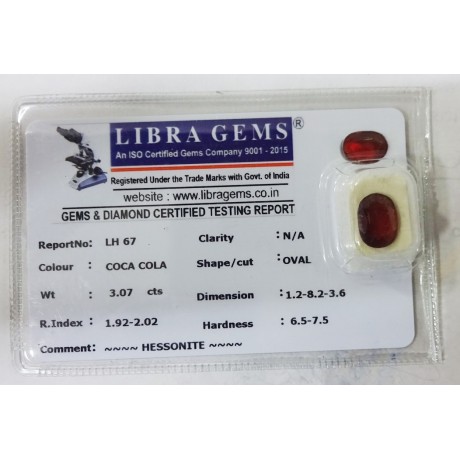 LIBRA GEMS ®
An ISO Certified Gems Company 9001 - 2015
Registered Under the Trade Marks with Govt. of India
website : www.libragems.co.in
GEMS & DIAMOND CERTIFIED TESTING REPORT
ReportNo: LH 67 Clarity : N/A
Colour : COCA COLA Shape/cut : OVAL
Wt : 3.07 cts Dimension : 1.2-8.2-3.6
R.Index : 1.92-2.02 Hardness : 6.5-7.5
Comment: ~~~~ HESSONITE ~~~~